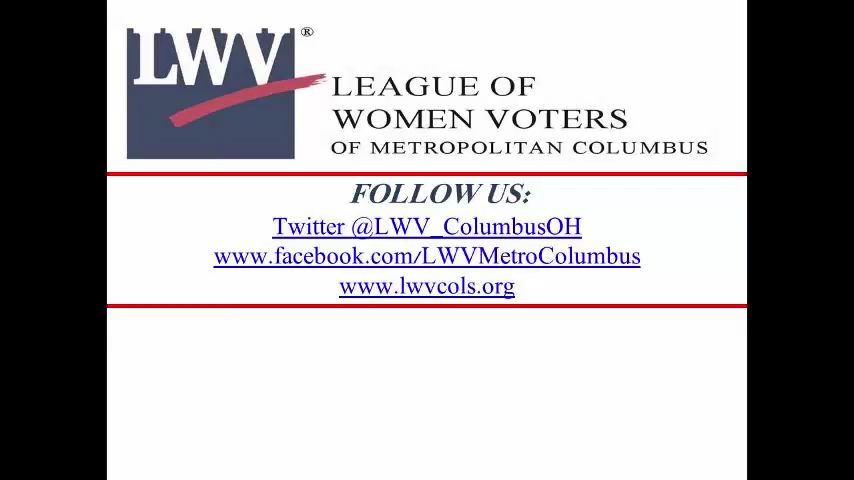 LWV®
LEAGUE OF
WOMEN VOTERS
OF METROPOLITAN COLUMBUS
FOLLOW US:
Twitter @LWV_ColumbusOH
www.facebook.com/LWVMetroColumbus
www.lwvcols.org